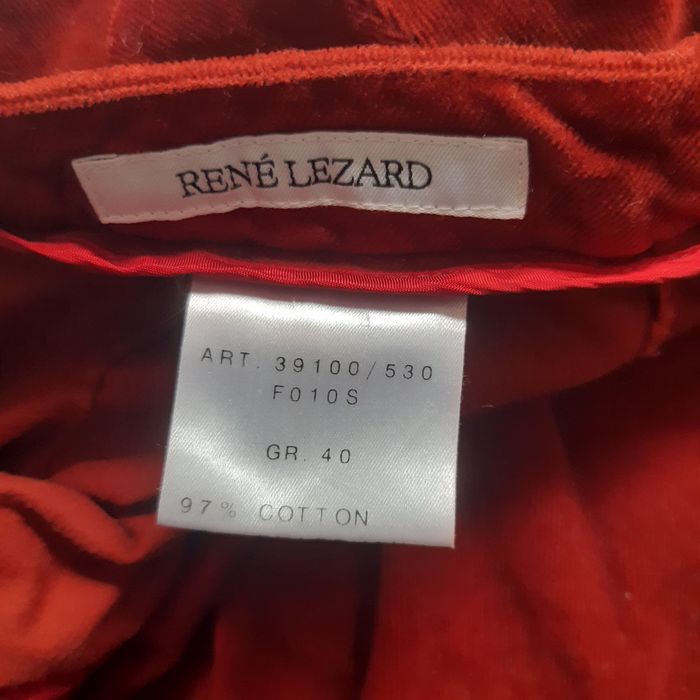 RENÉ LEZARD
ART. 39100/530
F010S
GR. 40
97% COTTON